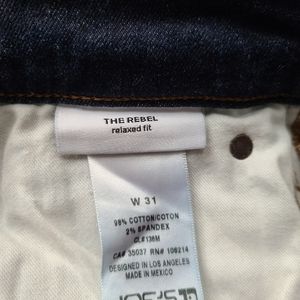 THE REBEL
relaxed fit
W 31
98% COTTON/COTON
2% SPANDEX
CA# 35037 RN# 106214
DESIGNED IN LOS ANGELES
MADE IN MEXICO